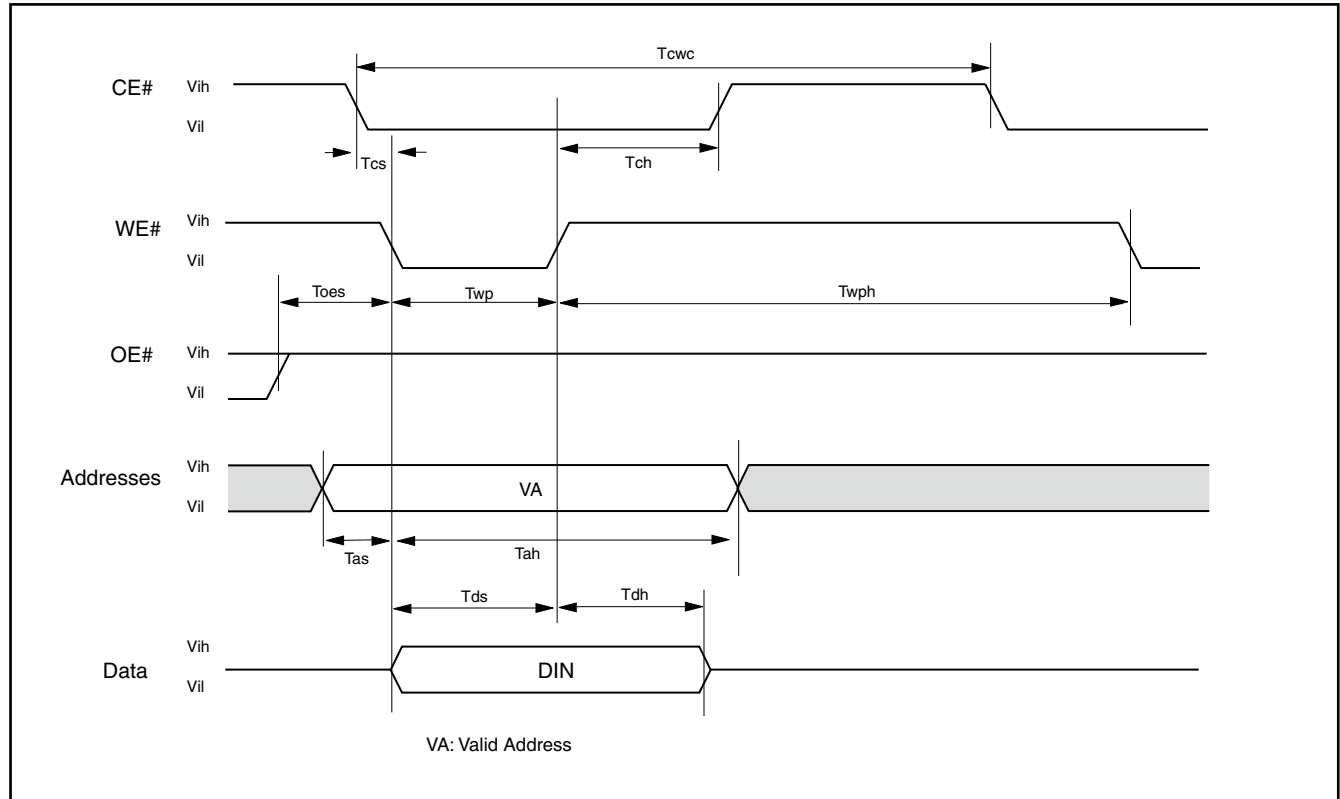 Tcwc
CE#
Vih
Vil
Tcs
Tch
WE#
Vih
Vil
Toes
Twp
Twph
OE#
Vih
Vil
Addresses
Vih
VA
Vil
Tas
Tah
Tds
Tdh
Data
Vih
DIN
Vil
VA: Valid Address